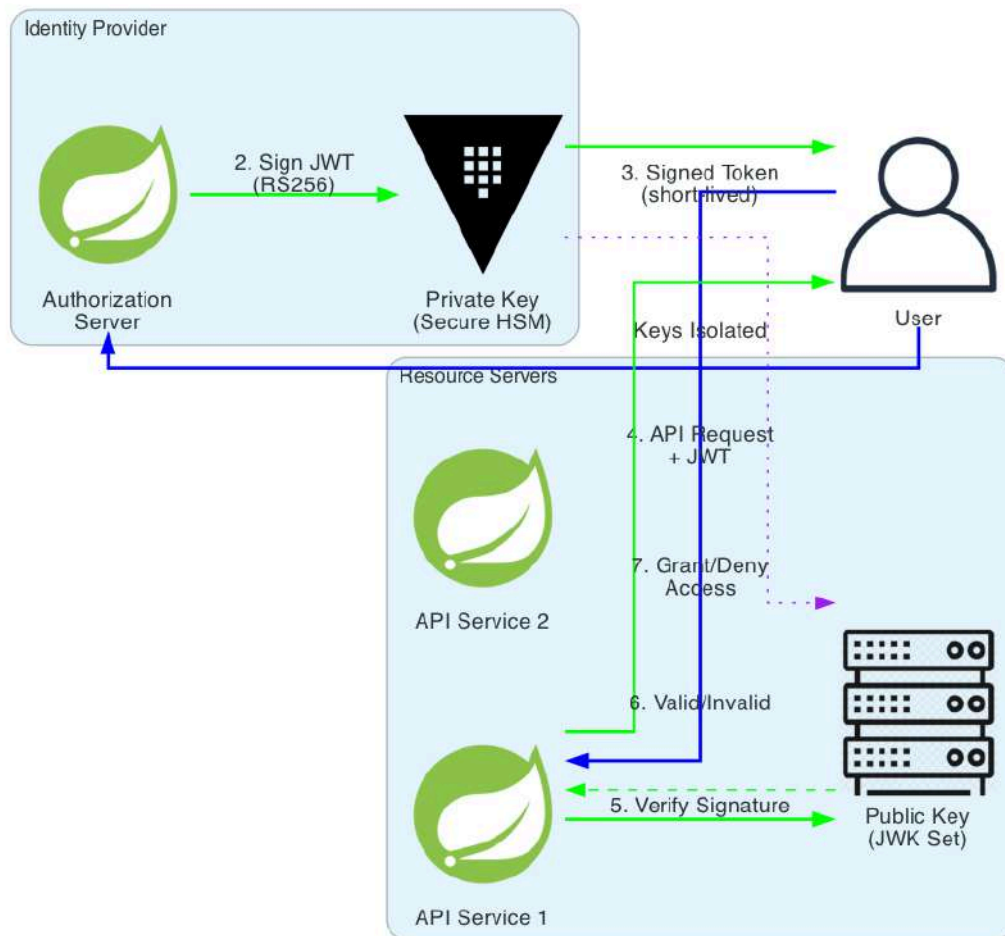 Identity Provider
2. Sign JWT
(RS256)
3. Signed Token
(short-lived)
Authorization
Server
Private Key
(Secure HSM)
User
Keys Isolated
Resource Servers
4. API Request
+ JWT
7. Grant/Deny
Access
API Service 2
6. Valid/Invalid
5. Verify Signature
Public Key
(JWK Set)
API Service 1